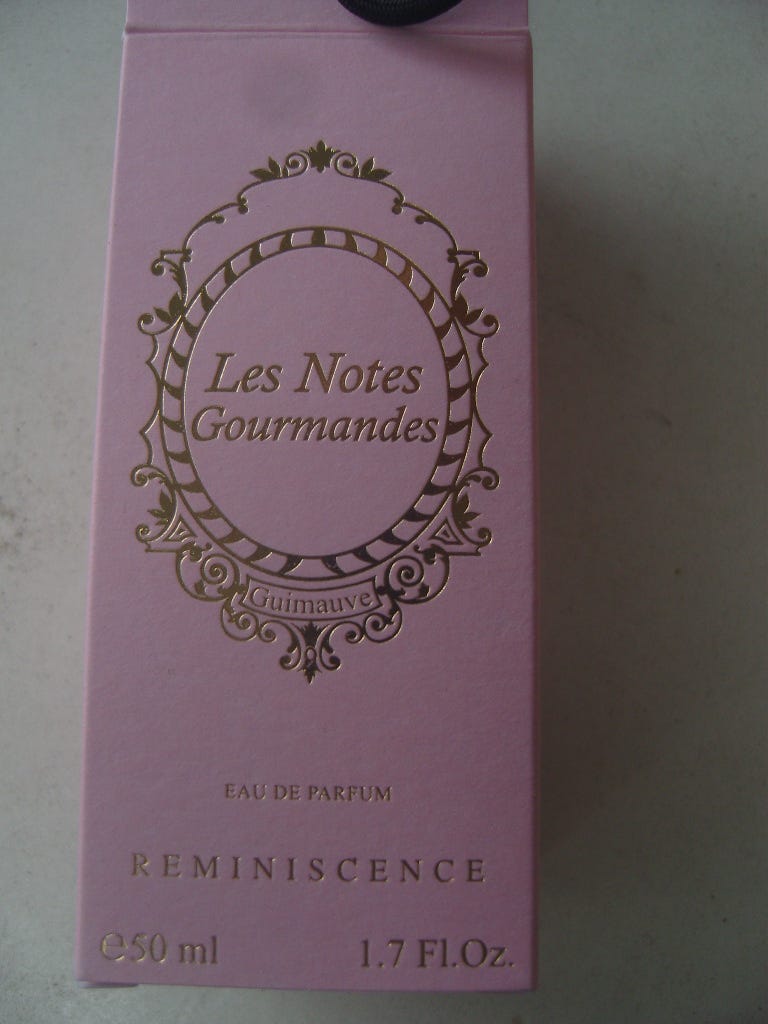 Les Notes
Gourmandes
Guimauve
EAU DE PARFUM
REMINISCENCE
℮50 ml
1.7 Fl.Oz.